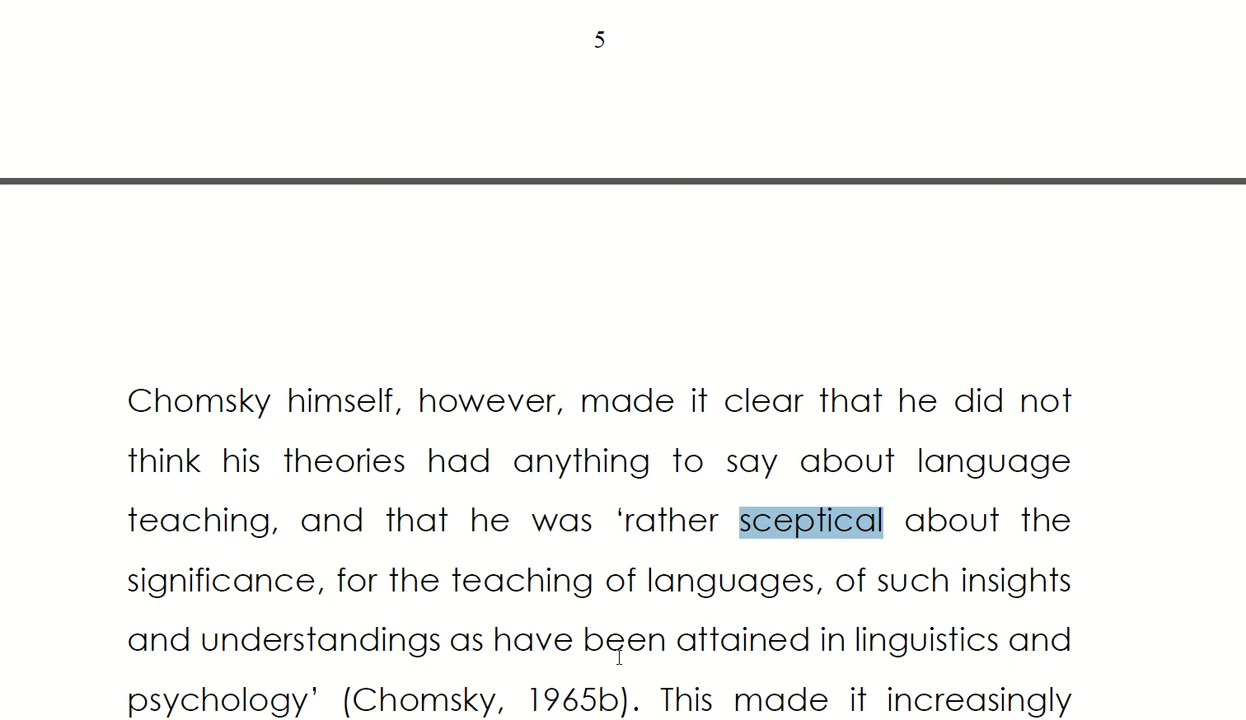 5
Chomsky himself, however, made it clear that he did not
think his theories had anything to say about language
teaching, and that he was ‘rather sceptical about the
significance, for the teaching of languages, of such insights
and understandings as have been attained in linguistics and
psychology’ (Chomsky, 1965b). This made it increasingly